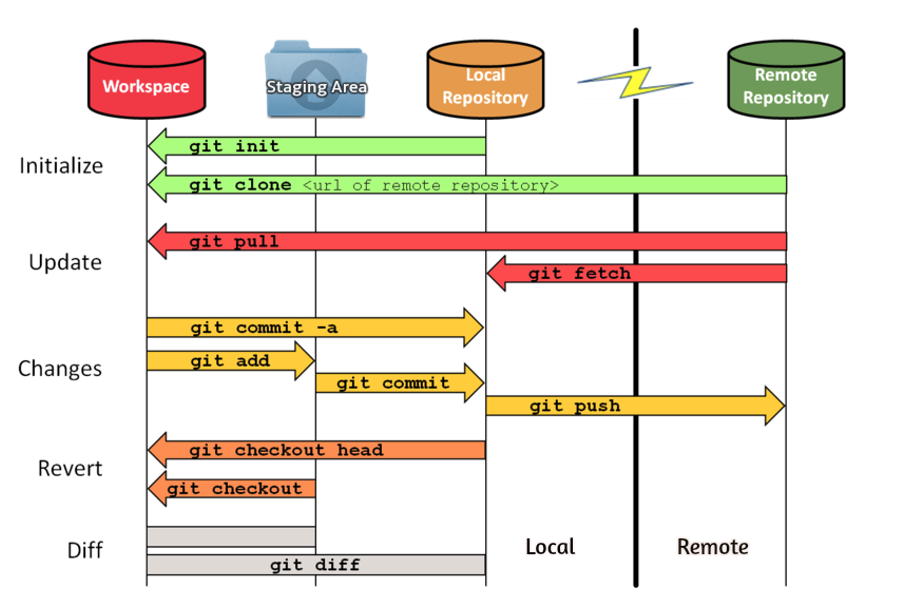 Workspace
Staging Area
Local
Repository
Remote
Repository
Initialize
git init
git clone <url of remote repository>
Update
git pull
git fetch
Changes
git commit -a
git add
git commit
git push
Revert
git checkout head
git checkout
Diff
git diff
Local
Remote